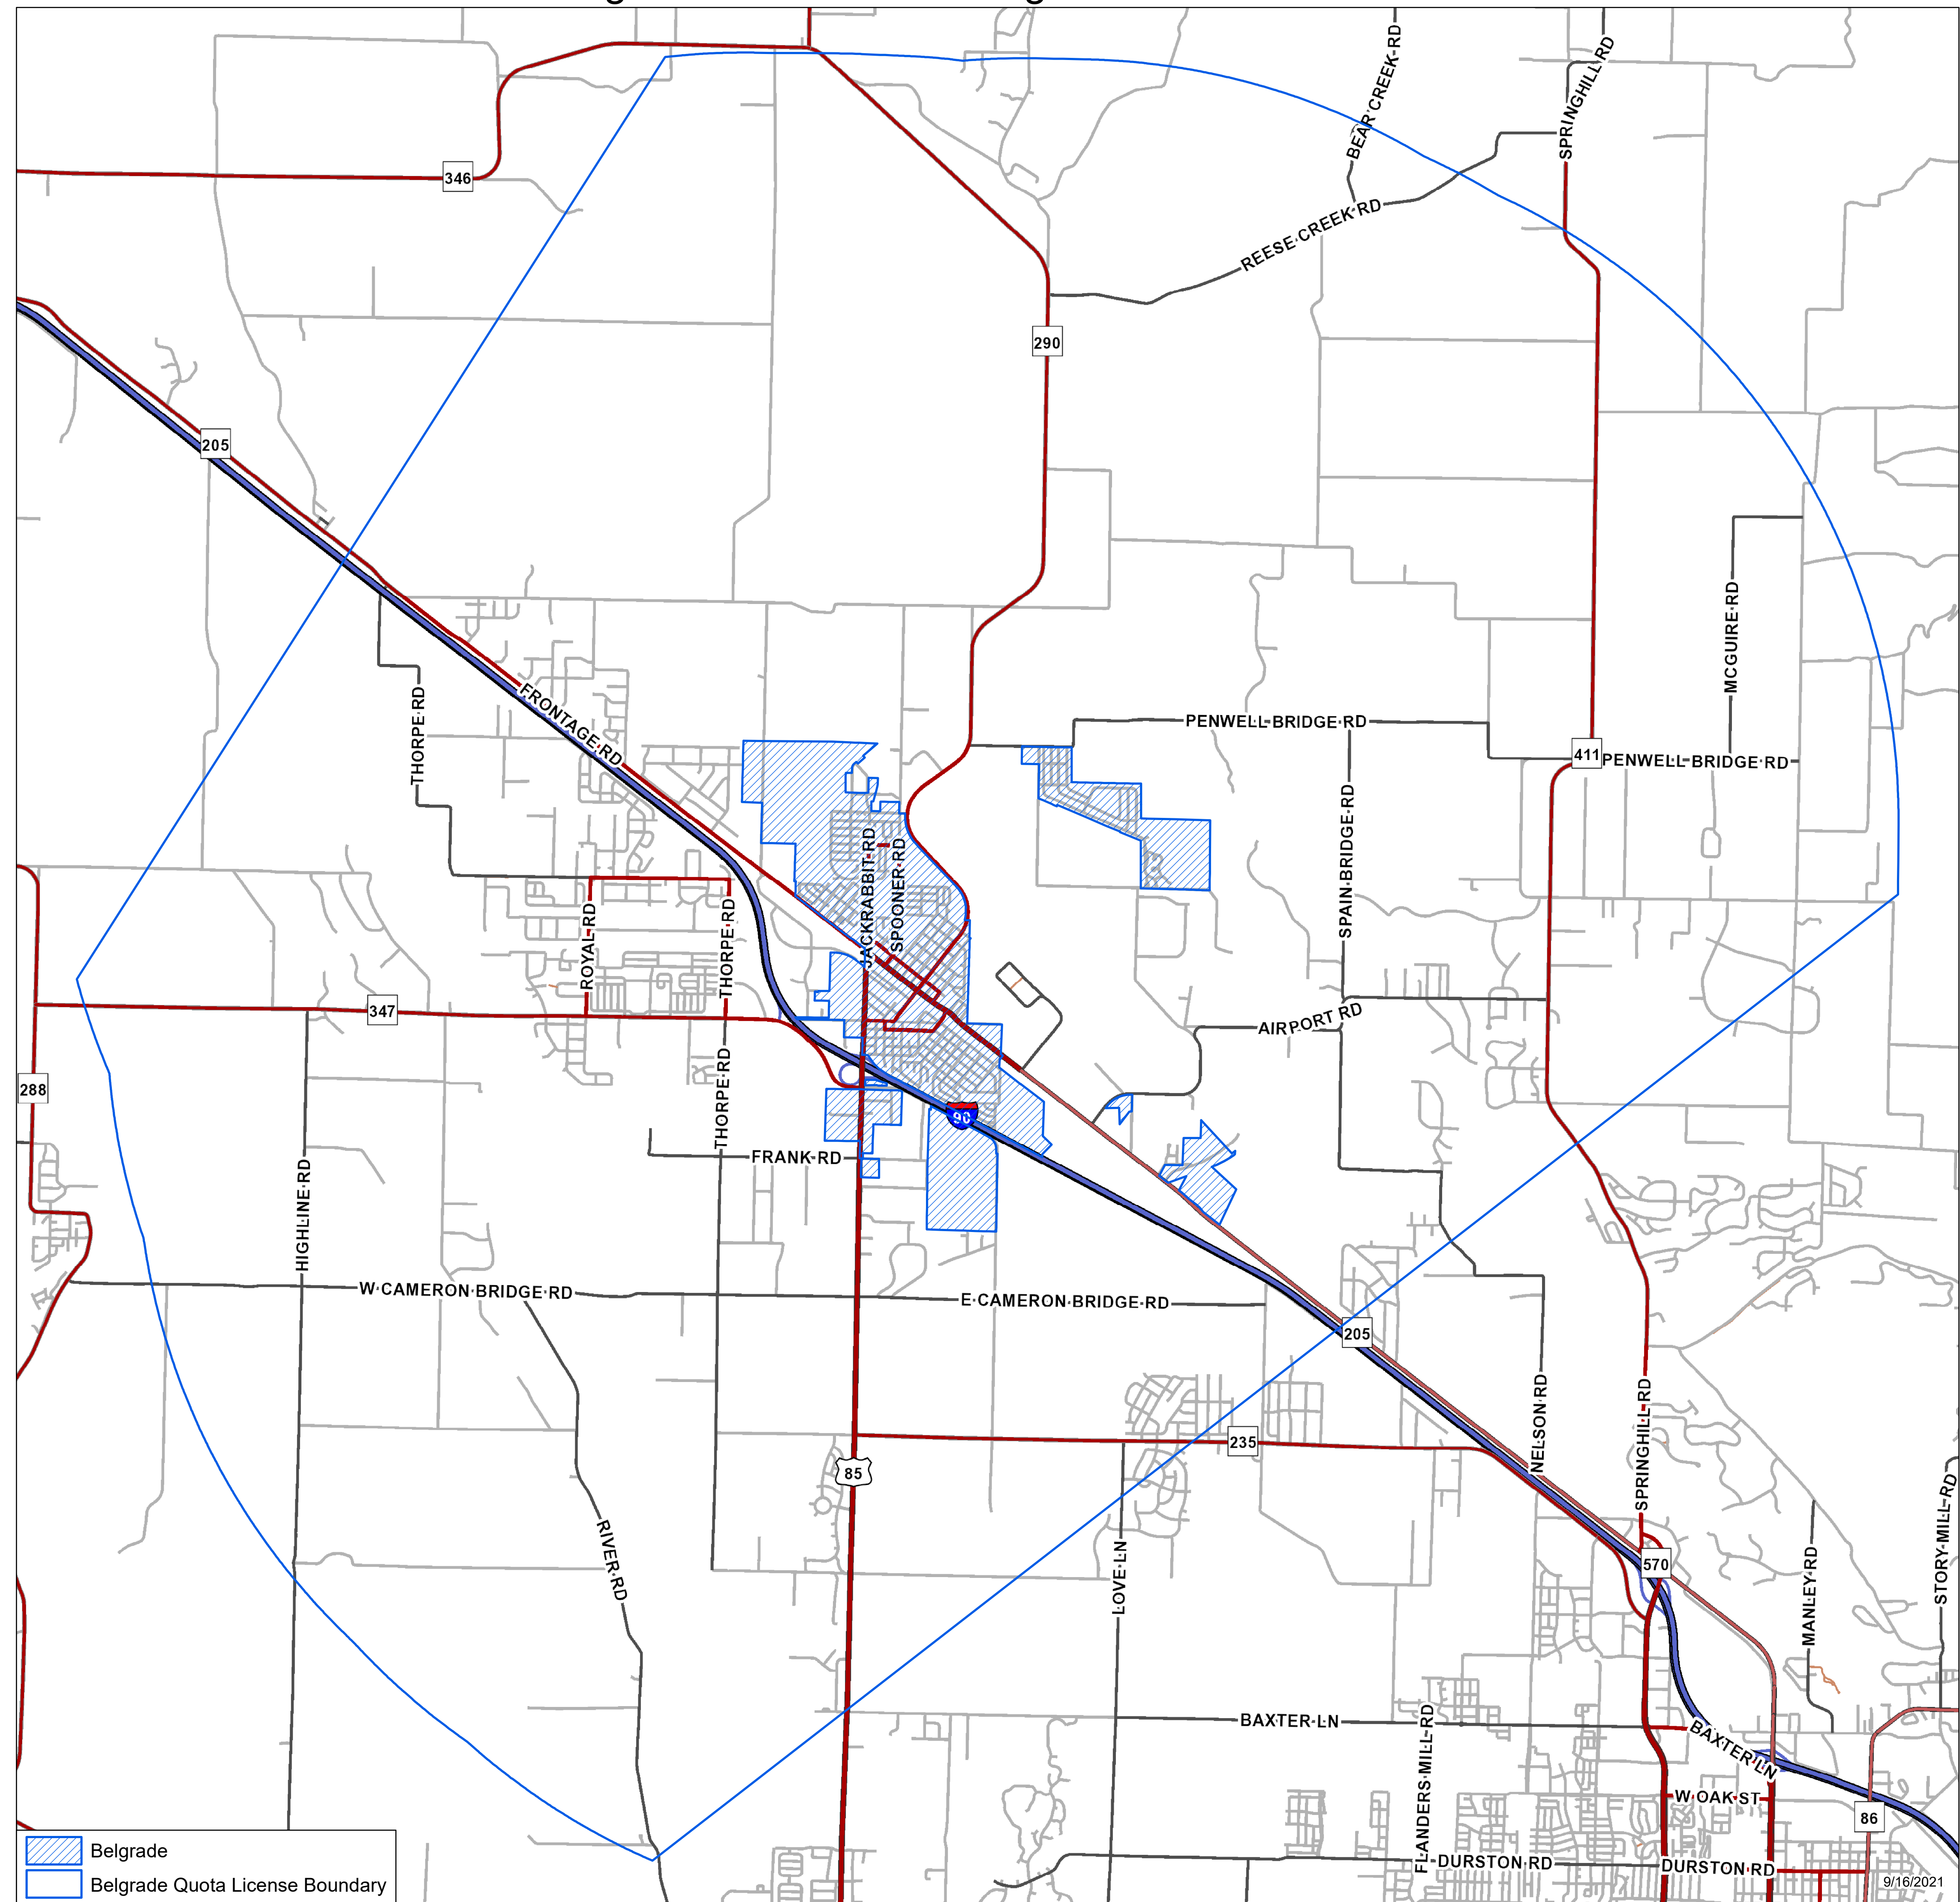 BEAR CREEK RD
SPRINGHILL RD
346
REESE CREEK RD
290
205
MCGUIRE RD
THORPE RD
FRONTAGE RD
PENWELL BRIDGE RD
411
PENWELL BRIDGE RD
SPAIN BRIDGE RD
JACKRABBIT RD
SPOONER RD
ROYAL RD
THORPE RD
347
AIRPORT RD
288
THORPE RD
90
FRANK RD
HIGHLINE RD
W CAMERON BRIDGE RD
E CAMERON BRIDGE RD
205
NELSON RD
SPRINGHILL RD
235
85
RIVER RD
LOVE LN
570
MANLEY RD
STORY MILL RD
BAXTER LN
FLANDERS MILL RD
BAXTER LN
W OAK ST
86
DURSTON RD
DURSTON RD
Belgrade
Belgrade Quota License Boundary
9/16/2021